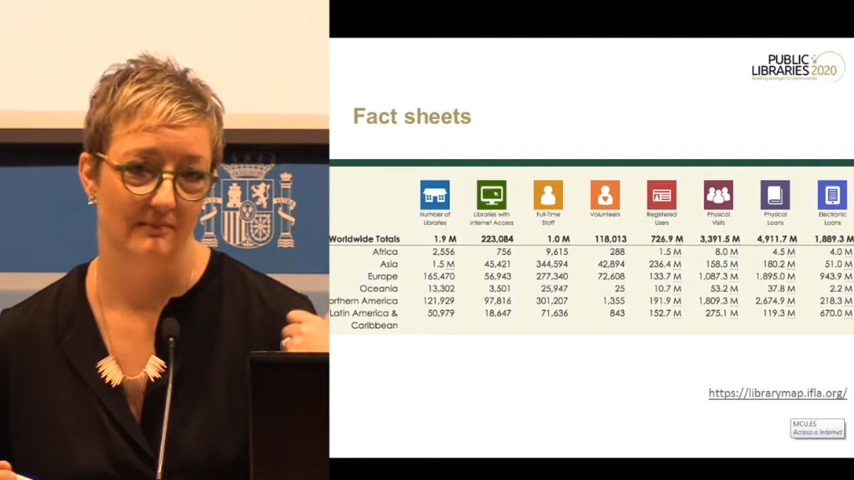 PUBLIC
LIBRARIES 2020
Fact sheets
Number of Libraries Libraries with Internet Access Full-Time Staff Volunteers Registered Users Physical Visits Physical Loans Electronic Loans
Worldwide Totals 1.9 M 223,084 1.0 M 118,013 726.9 M 3,391.5 M 4,911.7 M 1,889.3 M
Africa 2,556 756 9,615 288 1.5 M 8.0 M 4.5 M 4.0 M
Asia 1.5 M 45,421 344,594 42,894 236.4 M 158.5 M 180.2 M 51.0 M
Europe 165,470 56,943 277,340 72,608 133.7 M 1,087.3 M 1,895.0 M 943.9 M
Oceania 13,302 3,501 25,947 25 10.7 M 53.2 M 37.8 M 2.2 M
orthern America 121,929 97,816 301,207 1,355 191.9 M 1,809.3 M 2,674.9 M 218.3 M
Latin America & Caribbean 50,979 18,647 71,636 843 152.7 M 275.1 M 119.3 M 670.0 M
https://librarymap.ifla.org/
MCU.ES
Acceso a Internet